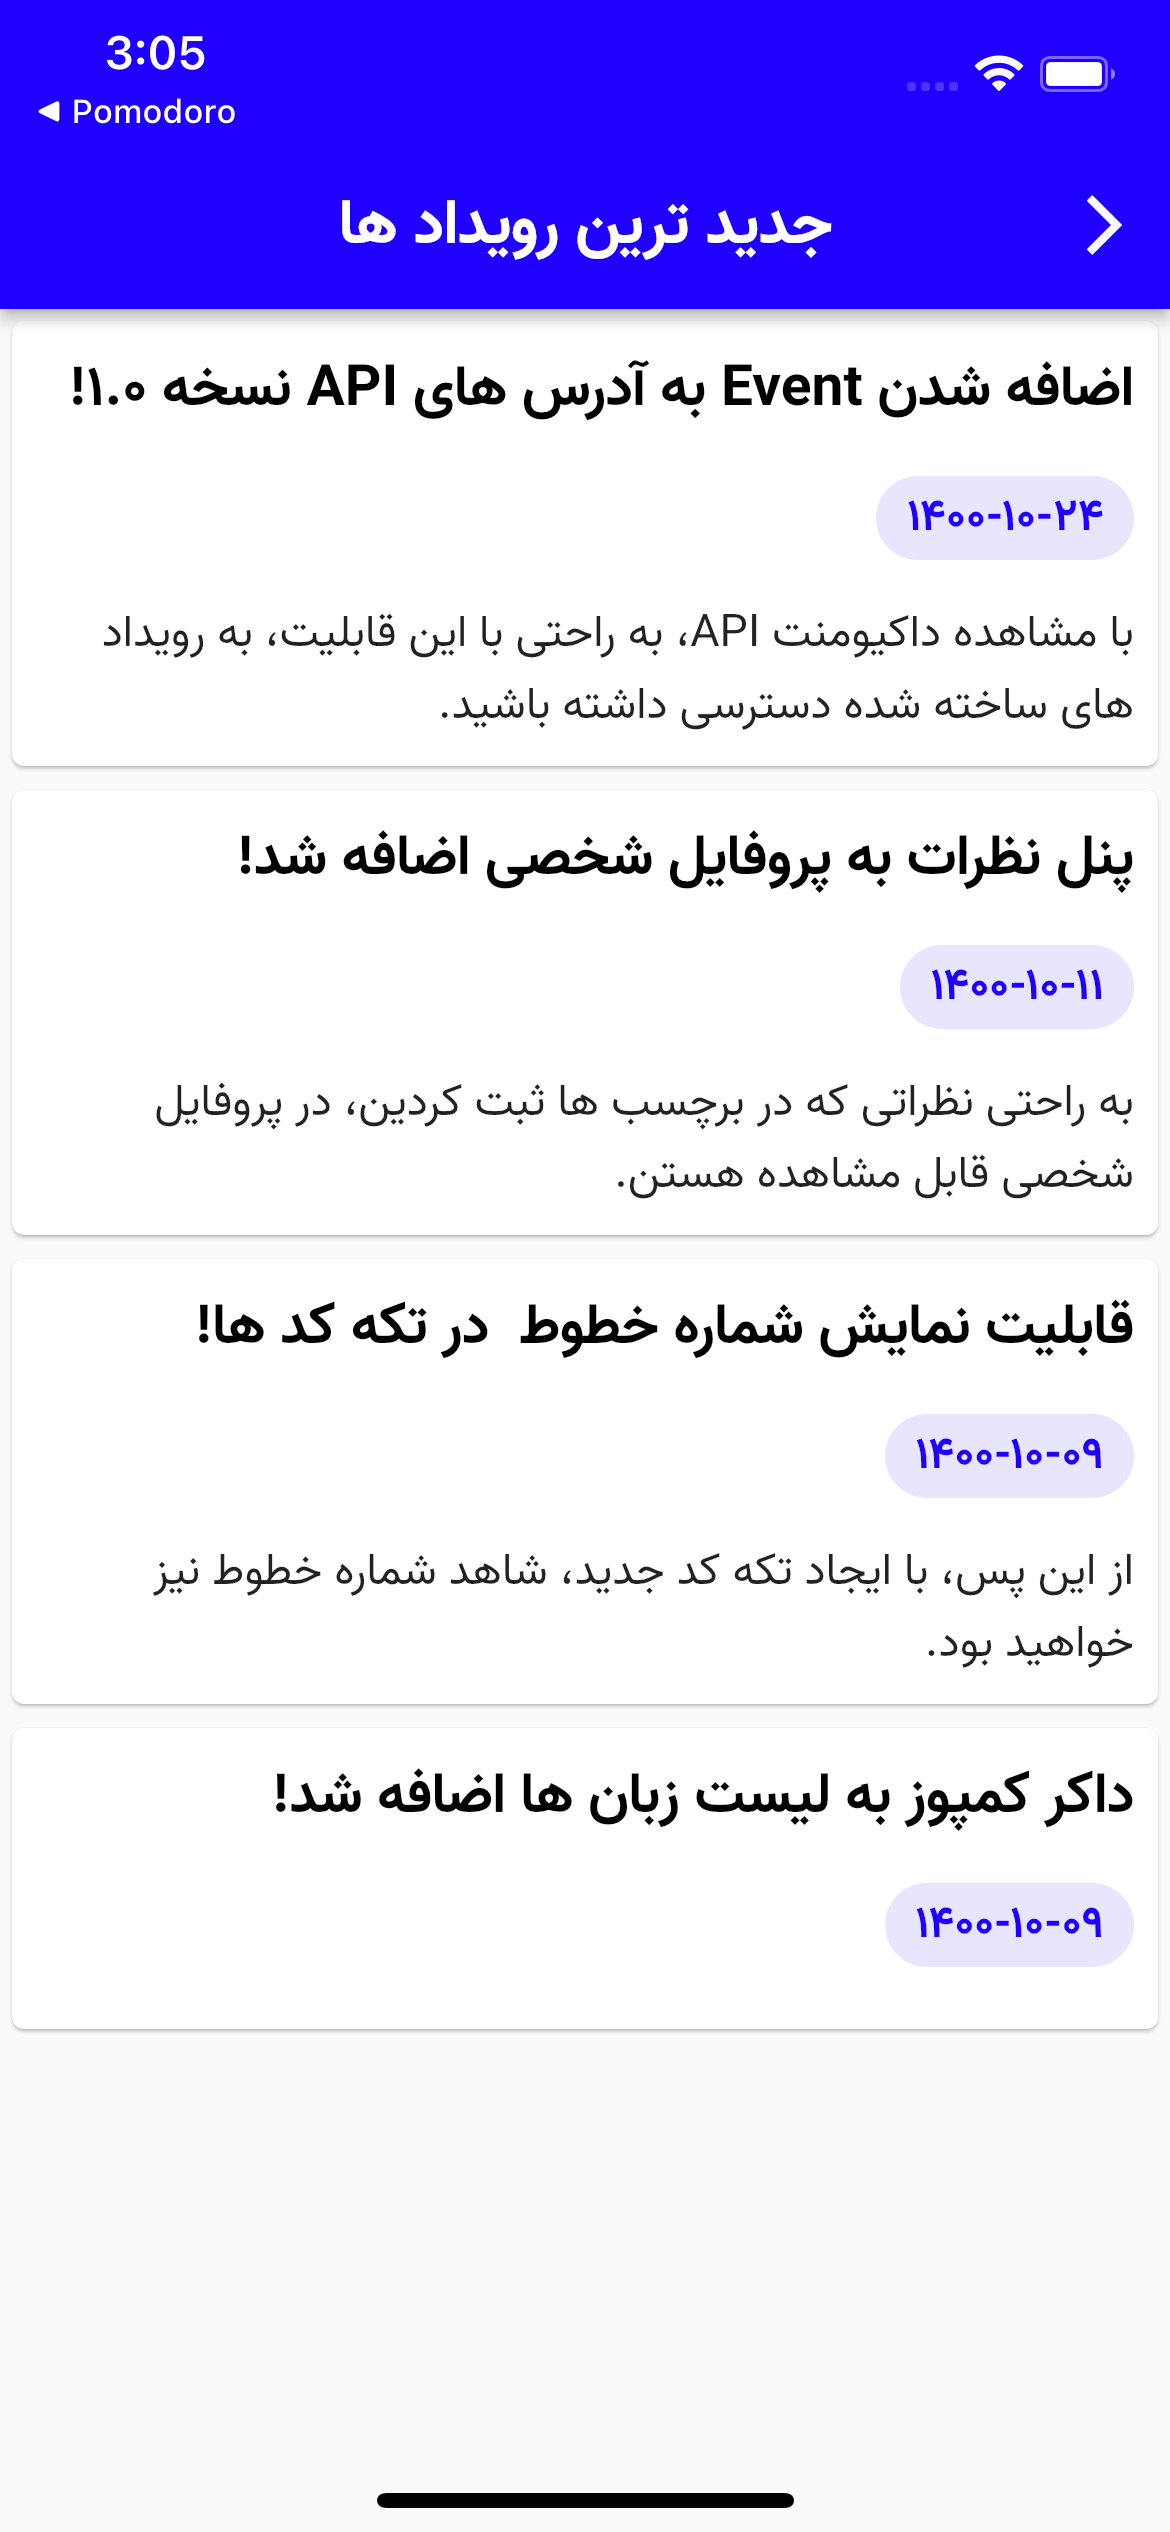 3:05
◀ Pomodoro
جدید ترین رویداد ها
اضافه شدن Event به آدرس های API نسخه ۱.۰!
۱۴۰۰-۱۰-۲۴
با مشاهده داکیومنت API، به راحتی با این قابلیت، به رویداد
های ساخته شده دسترسی داشته باشید.
پنل نظرات به پروفایل شخصی اضافه شد!
۱۴۰۰-۱۰-۱۱
به راحتی نظراتی که در برچسب ها ثبت کردین، در پروفایل
شخصی قابل مشاهده هستن.
قابلیت نمایش شماره خطوط  در تکه کد ها!
۱۴۰۰-۱۰-۰۹
از این پس، با ایجاد تکه کد جدید، شاهد شماره خطوط نیز
خواهید بود.
داکر کمپوز به لیست زبان ها اضافه شد!
۱۴۰۰-۱۰-۰۹